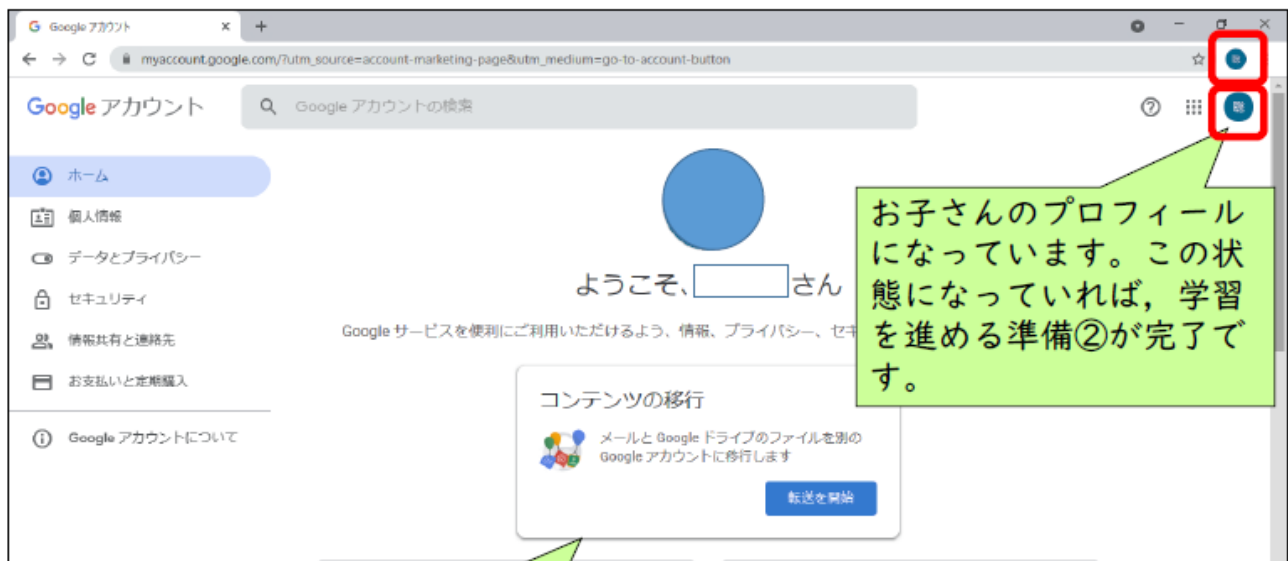 Google アカウント
myaccount.google.com/?utm_source=account-marketing-page&utm_medium=go-to-account-button
Google アカウント
Google アカウントの検索
ホーム
個人情報
データとプライバシー
セキュリティ
情報共有と連絡先
お支払いと定期購入
Google アカウントについて
ようこそ、 さん
Google サービスを便利にご利用いただけるよう、情報、プライバシー、セキ
お子さんのプロフィール
になっています。この状
態になっていれば，学習
を進める準備②が完了で
す。
コンテンツの移行
メールと Google ドライブのファイルを別の
Google アカウントに移行します
転送を開始